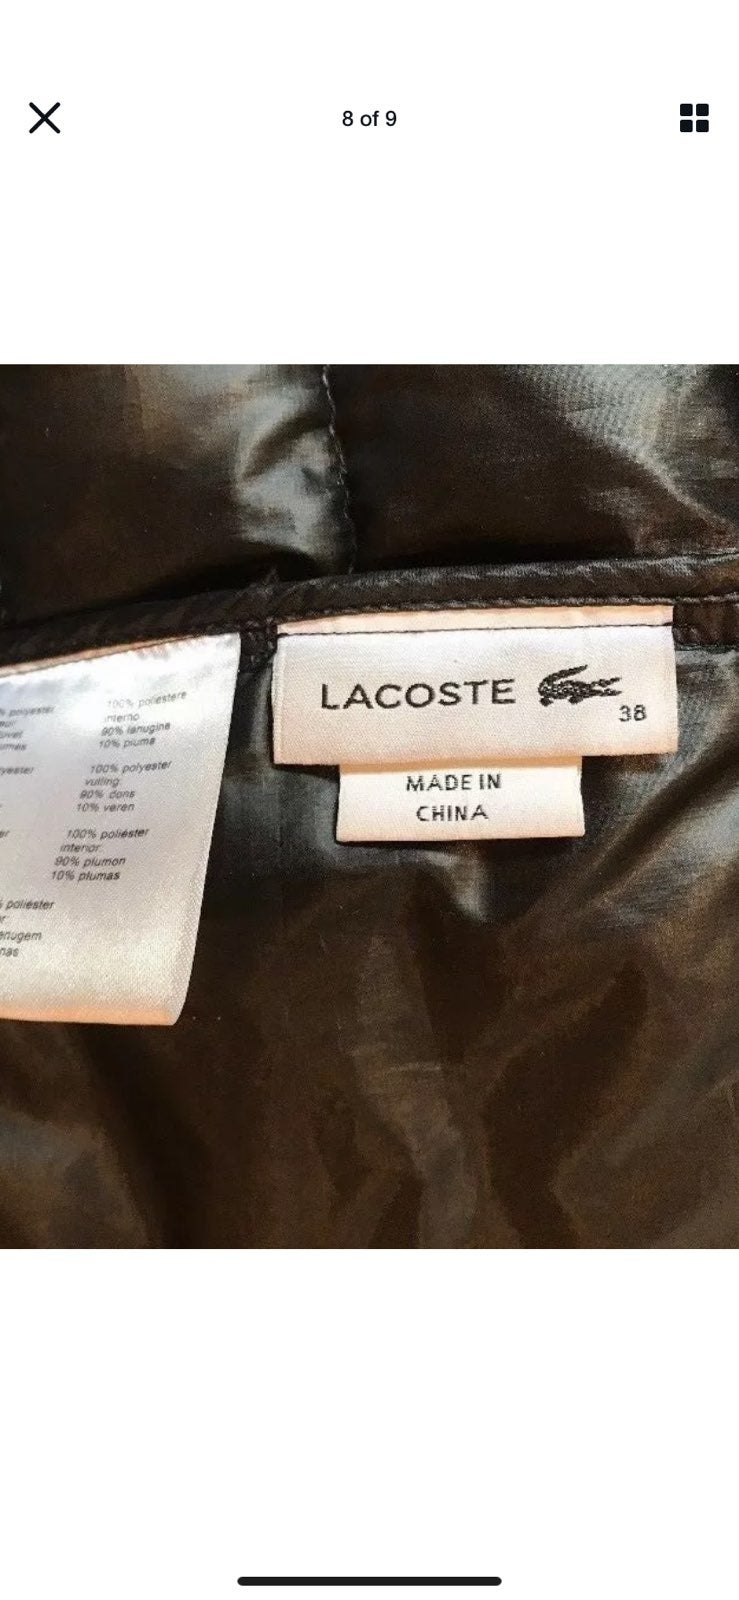 8 of 9
LACOSTE
38
MADE IN
CHINA
100% poliestere
interno
90% lanugine
10% piuma
100% polyester
vulling:
90% dons
10% veren
100% poliéster
interior:
90% plumon
10% plumas
poliéster